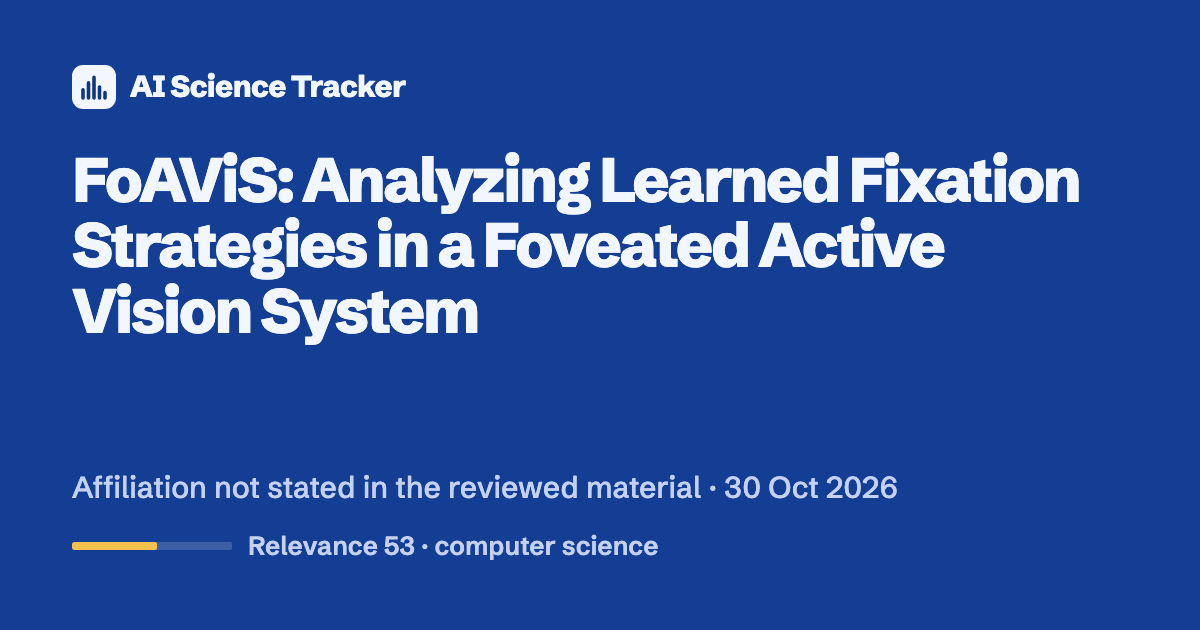 AI Science Tracker
FoAViS: Analyzing Learned Fixation
Strategies in a Foveated Active
Vision System
Affiliation not stated in the reviewed material · 30 Oct 2026
Relevance 53 · computer science